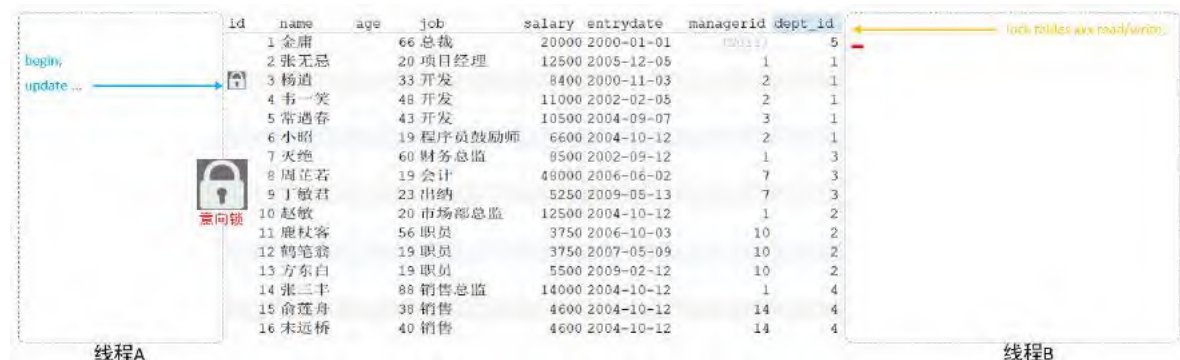 id name age job salary entrydate managerid dept_id
lock tables xxx read/write;
1 金庸 66 总裁 20000 2000-01-01 (NULL) 5
begin;
2 张无忌 20 项目经理 12500 2005-12-05 1 1
update ...
3 杨逍 33 开发 8400 2000-11-03 2 1
4 韦一笑 48 开发 11000 2002-02-05 2 1
5 常遇春 43 开发 10500 2004-09-07 3 1
6 小昭 19 程序员鼓励师 6600 2004-10-12 2 1
7 灭绝 60 财务总监 8500 2002-09-12 1 3
8 周芷若 19 会计 48000 2006-06-02 7 3
9 丁敏君 23 出纳 5250 2009-05-13 7 3
10 赵敏 20 市场部总监 12500 2004-10-12 1 2
意向锁
11 鹿杖客 56 职员 3750 2006-10-03 10 2
12 鹤笔翁 19 职员 3750 2007-05-09 10 2
13 方东白 19 职员 5500 2009-02-12 10 2
14 张三丰 88 销售总监 14000 2004-10-12 1 4
15 俞莲舟 38 销售 4600 2004-10-12 14 4
16 宋远桥 40 销售 4600 2004-10-12 14 4
线程A
线程B